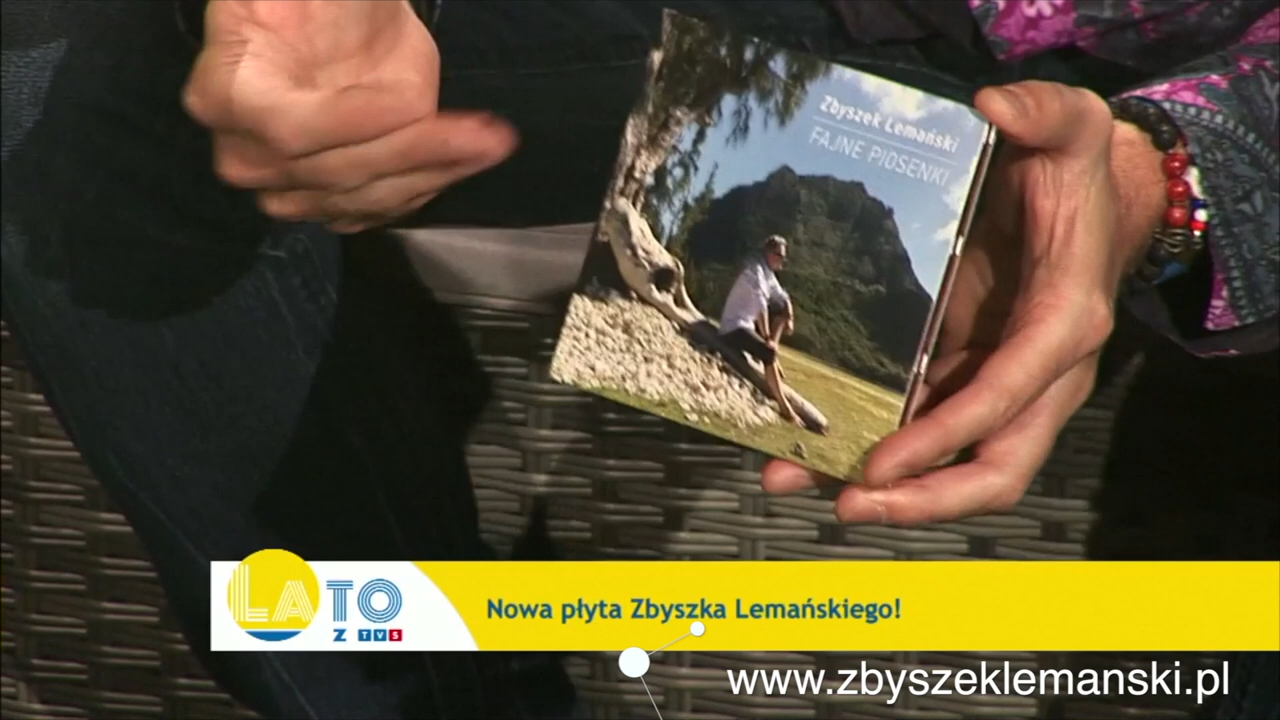 Zbyszek Lemański
FAJNE PIOSENKI
LATO
Z TVS
Nowa płyta Zbyszka Lemańskiego!
www.zbyszeklemanski.pl